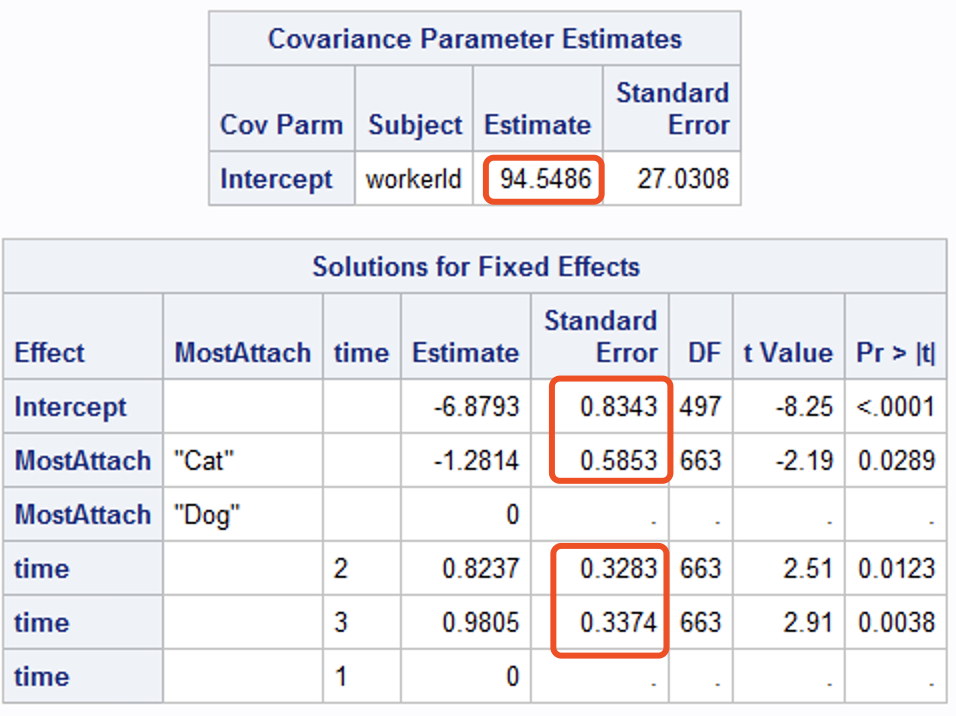 Covariance Parameter Estimates
Cov Parm Subject Estimate Standard Error
Intercept workerId 94.5486 27.0308
Solutions for Fixed Effects
Effect MostAttach time Estimate Standard Error DF t Value Pr > |t|
Intercept -6.8793 0.8343 497 -8.25 <.0001
MostAttach "Cat" -1.2814 0.5853 663 -2.19 0.0289
MostAttach "Dog" 0 . . . .
time 2 0.8237 0.3283 663 2.51 0.0123
time 3 0.9805 0.3374 663 2.91 0.0038
time 1 0 . . . .